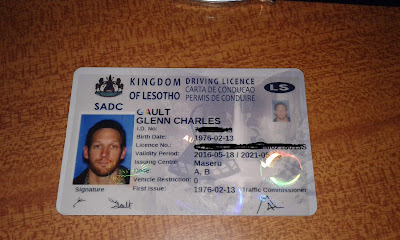 KINGDOM OF LESOTHO
DRIVING LICENCE
CARTA DE CONDUCAO
PERMIS DE CONDUIRE
LS
SADC
GAULT
GLENN CHARLES
I.D. No:
Birth Date: 1976-02-13
Licence No.:
Validity Period: 2016-05-18 / 2021-05
Issuing Centre: Maseru
A, B
Vehicle Restriction: 0
First Issue: 1976-02-13
Signature
Traffic Commissioner